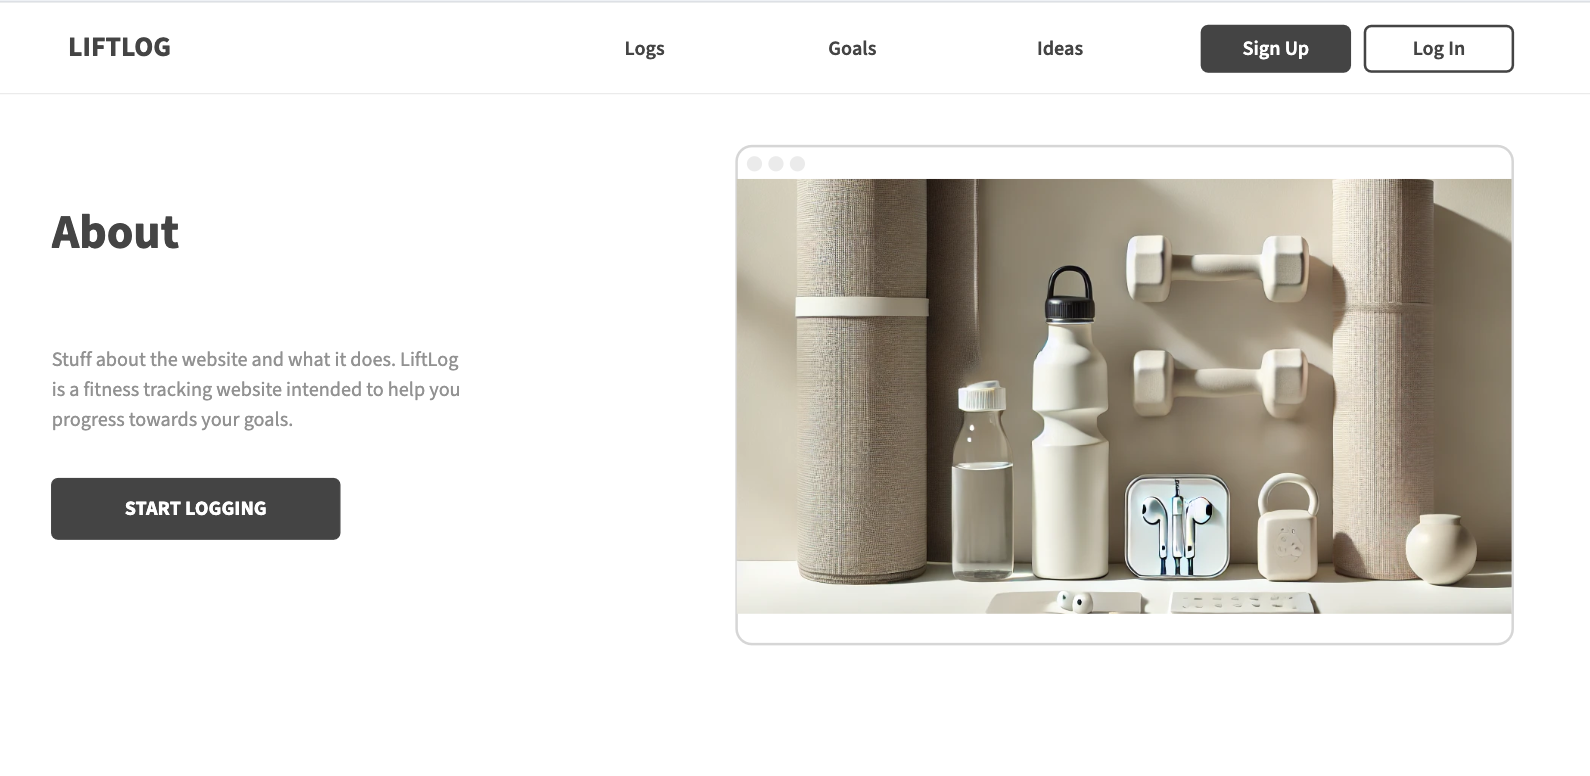 LIFTLOG
Logs
Goals
Ideas
Sign Up
Log In
About
Stuff about the website and what it does. LiftLog
is a fitness tracking website intended to help you
progress towards your goals.
START LOGGING